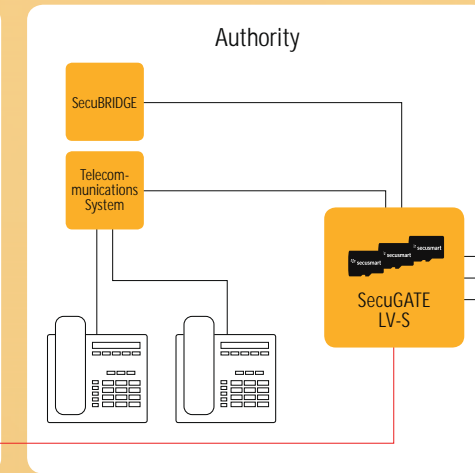 Authority
SecuBRIDGE
Telecom-
munications
System
secusmart
secusmart
secusmart
SecuGATE
LV-S